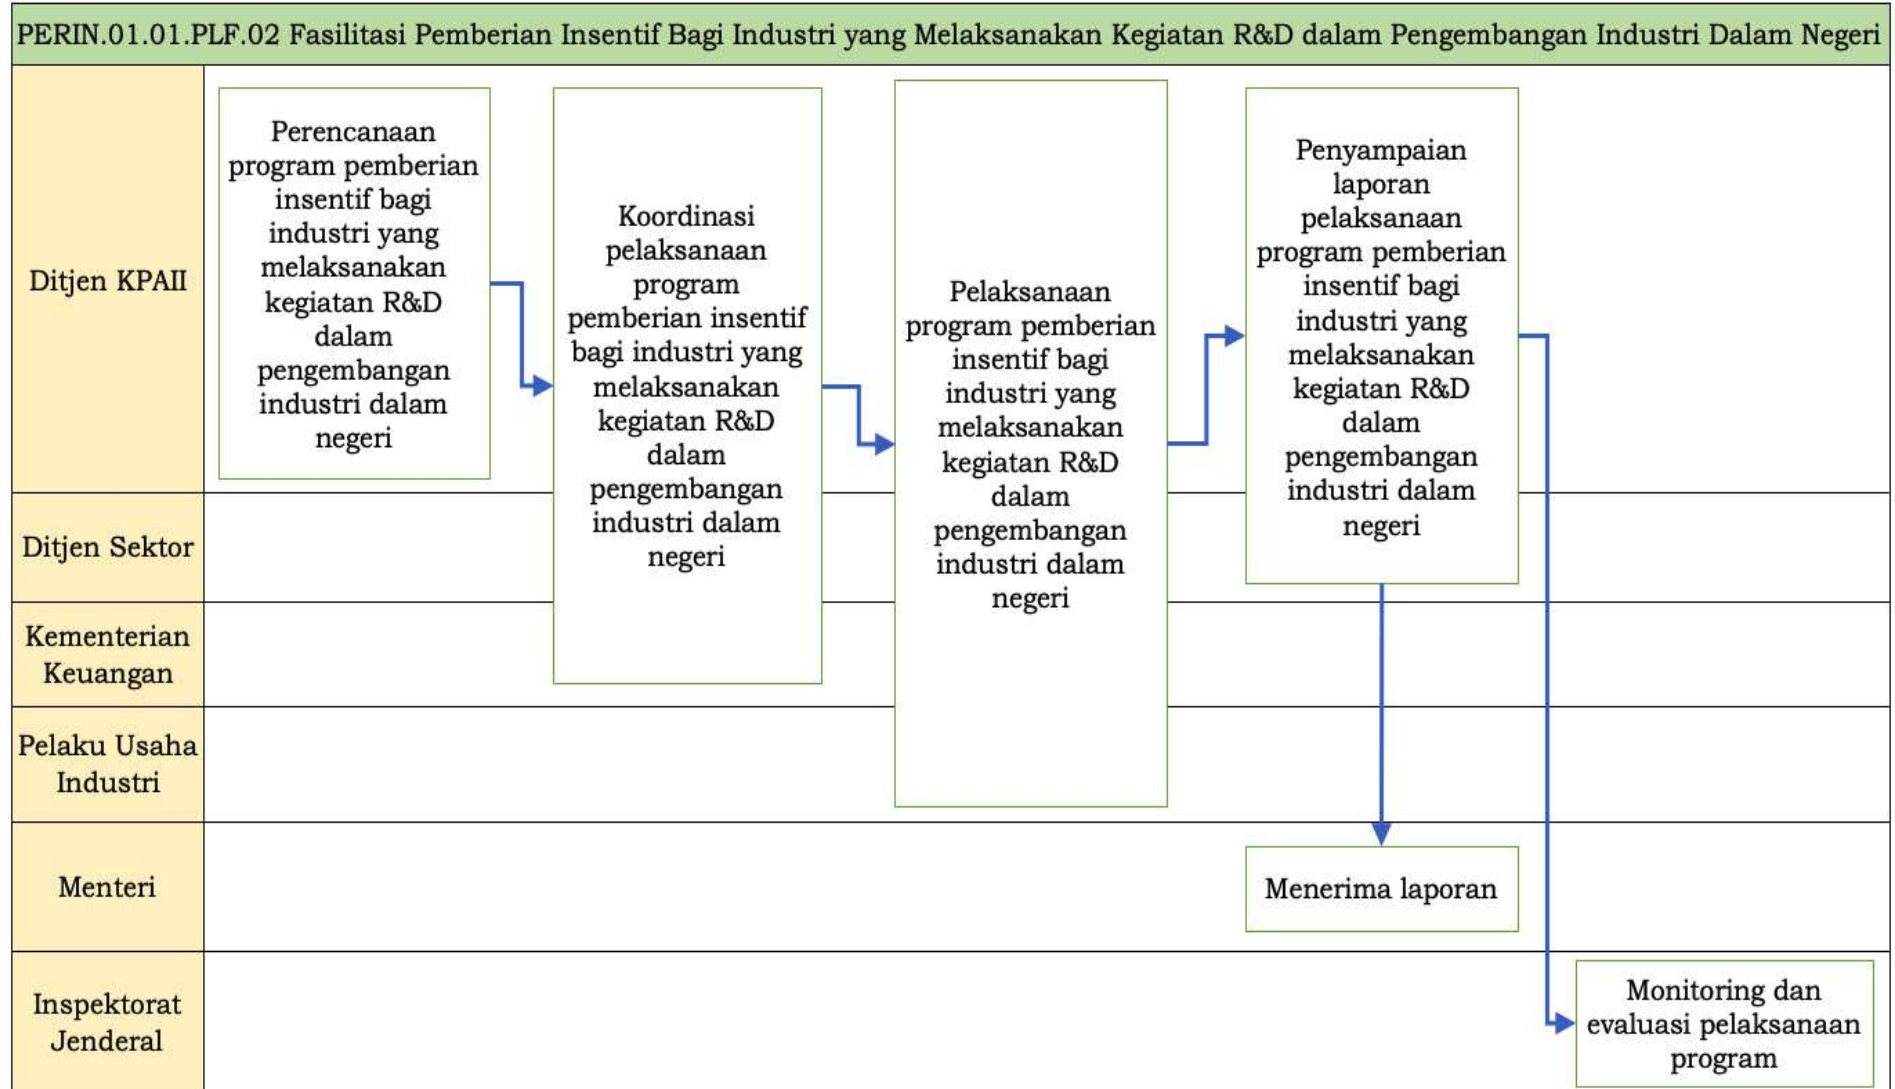 PERIN.01.01.PLF.02 Fasilitasi Pemberian Insentif Bagi Industri yang Melaksanakan Kegiatan R&D dalam Pengembangan Industri Dalam Negeri
Ditjen KPAII
Perencanaan
program pemberian
insentif bagi
industri yang
melaksanakan
kegiatan R&D
dalam
pengembangan
industri dalam
negeri
Koordinasi
pelaksanaan
program
pemberian insentif
bagi industri yang
melaksanakan
kegiatan R&D
dalam
pengembangan
industri dalam
negeri
Pelaksanaan
program pemberian
insentif bagi
industri yang
melaksanakan
kegiatan R&D
dalam
pengembangan
industri dalam
negeri
Penyampaian
laporan
pelaksanaan
program pemberian
insentif bagi
industri yang
melaksanakan
kegiatan R&D
dalam
pengembangan
industri dalam
negeri
Ditjen Sektor
Kementerian
Keuangan
Pelaku Usaha
Industri
Menteri
Menerima laporan
Inspektorat
Jenderal
Monitoring dan
evaluasi pelaksanaan
program